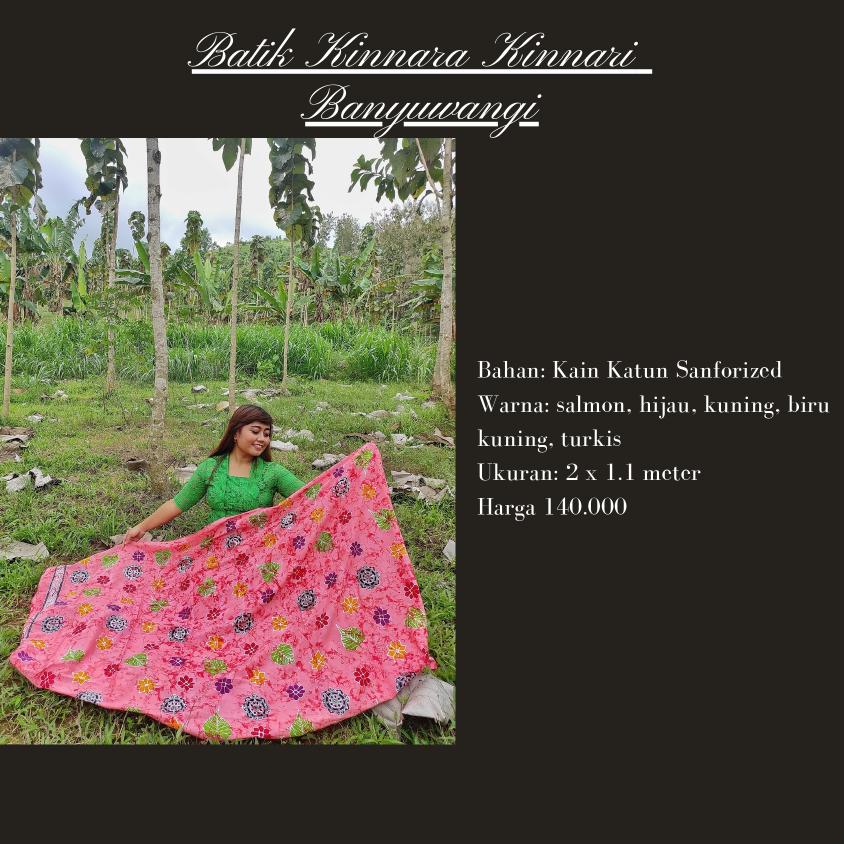 Batik Kinnara Kinnari
Banyuwangi
Bahan: Kain Katun Sanforized
Warna: salmon, hijau, kuning, biru
kuning, turkis
Ukuran: 2 x 1.1 meter
Harga 140.000